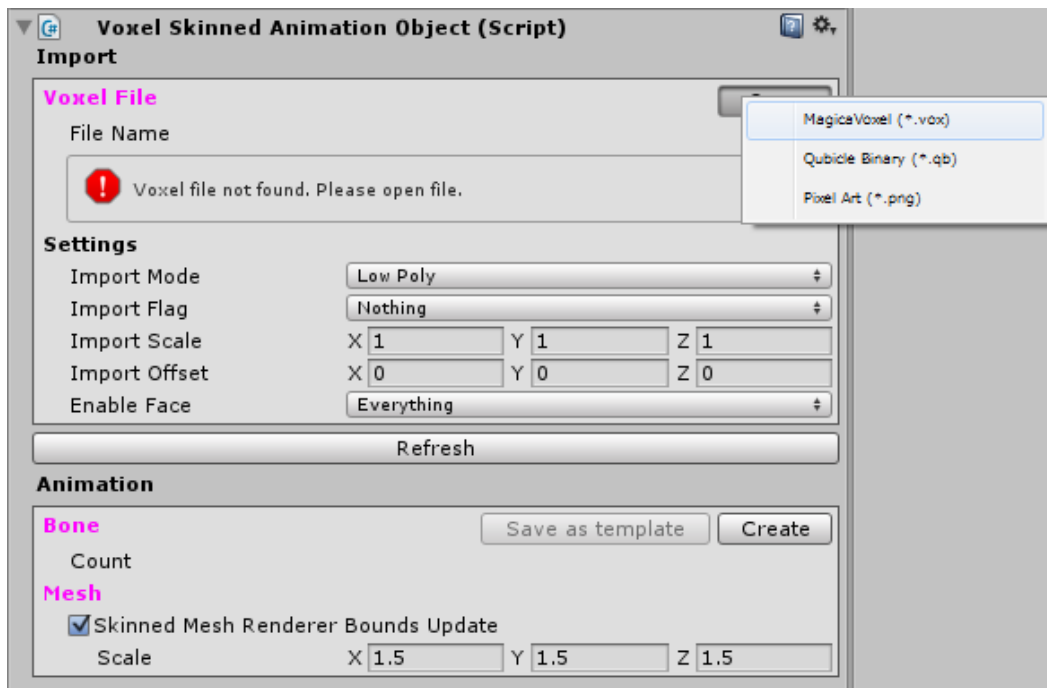 Voxel Skinned Animation Object (Script)
Import
Voxel File
MagicaVoxel (*.vox)
File Name
Qubicle Binary (*.qb)
Voxel file not found. Please open file.
Pixel Art (*.png)
Settings
Import Mode Low Poly
Import Flag Nothing
Import Scale X 1 Y 1 Z 1
Import Offset X 0 Y 0 Z 0
Enable Face Everything
Refresh
Animation
Bone Save as template Create
Count
Mesh
Skinned Mesh Renderer Bounds Update
Scale X 1.5 Y 1.5 Z 1.5